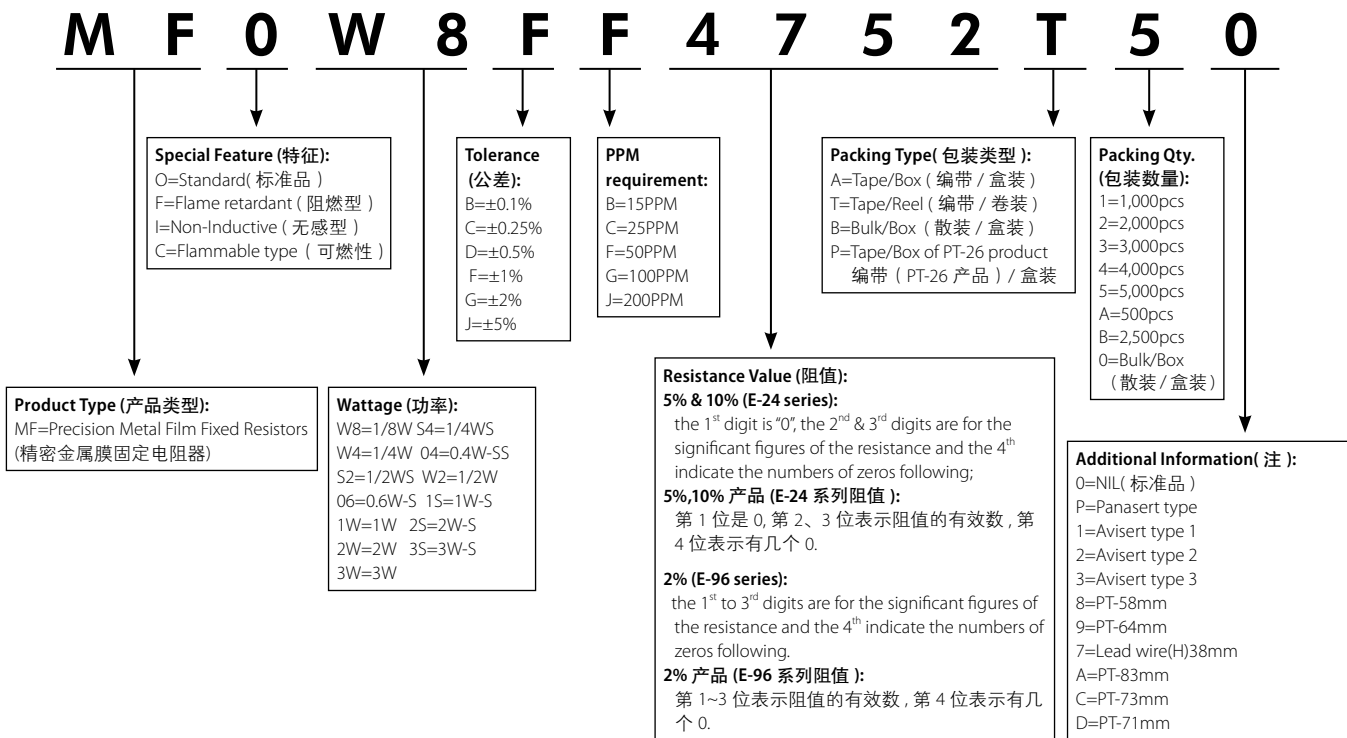 M F 0 W 8 F F 4 7 5 2 T 5 0
Special Feature (特征):
O=Standard( 标准品 )
F=Flame retardant ( 阻燃型 )
I=Non-Inductive ( 无感型 )
C=Flammable type ( 可燃性 )
Tolerance
(公差):
B=±0.1%
C=±0.25%
D=±0.5%
F=±1%
G=±2%
J=±5%
PPM
requirement:
B=15PPM
C=25PPM
F=50PPM
G=100PPM
J=200PPM
Packing Type( 包装类型 ):
A=Tape/Box ( 编带 / 盒装 )
T=Tape/Reel ( 编带 / 卷装 )
B=Bulk/Box ( 散装 / 盒装 )
P=Tape/Box of PT-26 product
编带 ( PT-26 产品 ) / 盒装
Packing Qty.
(包装数量):
1=1,000pcs
2=2,000pcs
3=3,000pcs
4=4,000pcs
5=5,000pcs
A=500pcs
B=2,500pcs
0=Bulk/Box
( 散装 / 盒装 )
Product Type (产品类型):
MF=Precision Metal Film Fixed Resistors
(精密金属膜固定电阻器)
Wattage (功率):
W8=1/8W S4=1/4WS
W4=1/4W 04=0.4W-SS
S2=1/2WS W2=1/2W
06=0.6W-S 1S=1W-S
1W=1W 2S=2W-S
2W=2W 3S=3W-S
3W=3W
Resistance Value (阻值):
5% & 10% (E-24 series):
the 1st digit is "0", the 2nd & 3rd digits are for the
significant figures of the resistance and the 4th
indicate the numbers of zeros following;
5%,10% 产品 (E-24 系列阻值 ):
第 1 位是 0, 第 2、3 位表示阻值的有效数 , 第
4 位表示有几个 0.
2% (E-96 series):
the 1st to 3rd digits are for the significant figures of
the resistance and the 4th indicate the numbers of
zeros following.
2% 产品 (E-96 系列阻值 ):
第 1~3 位表示阻值的有效数 , 第 4 位表示有几
个 0.
Additional Information( 注 ):
0=NIL( 标准品 )
P=Panasert type
1=Avisert type 1
2=Avisert type 2
3=Avisert type 3
8=PT-58mm
9=PT-64mm
7=Lead wire(H)38mm
A=PT-83mm
C=PT-73mm
D=PT-71mm